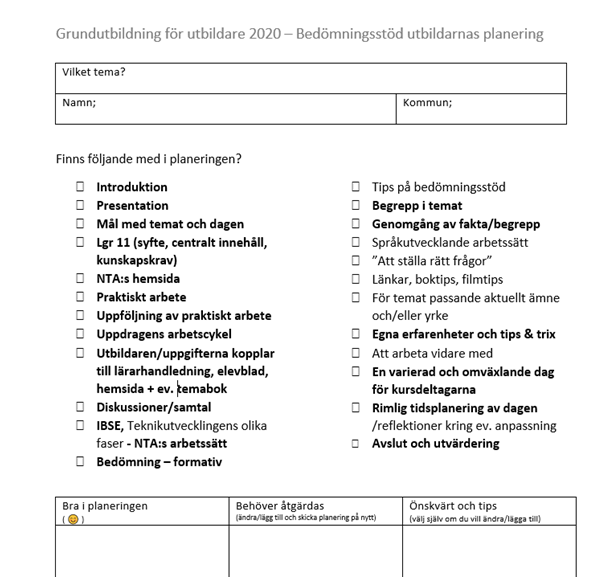 Grundutbildning för utbildare 2020 – Bedömningsstöd utbildarnas planering
Vilket tema?
Namn;
Kommun;
Finns följande med i planeringen?
Introduktion
Presentation
Mål med temat och dagen
Lgr 11 (syfte, centralt innehåll,
kunskapskrav)
NTA:s hemsida
Praktiskt arbete
Uppföljning av praktiskt arbete
Uppdragens arbetscykel
Utbildaren/uppgifterna kopplar
till lärarhandledning, elevblad,
hemsida + ev. temabok
Diskussioner/samtal
IBSE, Teknikutvecklingens olika
faser - NTA:s arbetssätt
Bedömning – formativ
Tips på bedömningsstöd
Begrepp i temat
Genomgång av fakta/begrepp
Språkutvecklande arbetssätt
”Att ställa rätt frågor”
Länkar, boktips, filmtips
För temat passande aktuellt ämne
och/eller yrke
Egna erfarenheter och tips & trix
Att arbeta vidare med
En varierad och omväxlande dag
för kursdeltagarna
Rimlig tidsplanering av dagen
/reflektioner kring ev. anpassning
Avslut och utvärdering
Bra i planeringen
( 😊 )
Behöver åtgärdas
(ändra/lägg till och skicka planering på nytt)
Önskvärt och tips
(välj själv om du vill ändra/lägga till)